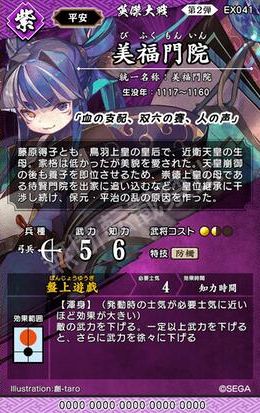 紫
平安
英傑大戦
第2弾
EX041
びふくもんいん
美福門院
統一名称:美福門院
生没年:1117~1160
「血の支配、双六の賽、人の声」
藤原得子とも。鳥羽上皇の皇后で、近衛天皇の生
母。家格は低かったが美貌を愛された。天皇崩御
の後も養子を即位させるため、崇徳上皇の母であ
る待賢門院を出家に追い込むなど、皇位継承に干
渉し続け、保元・平治の乱の原因を作った。
兵種 武力 知力 武将コスト
弓兵 5 6 特技 防柵
ばんじょうゆうぎ
盤上遊戯
必要士気 効果時間
4 知力時間
効果範囲
【渾身】(発動時の士気が必要士気に近い
ほど効果が大きい)
敵の武力を下げる。一定以上武力が下がる
と、さらに武力を徐々に下げる
Illustration:創-taro
©SEGA
0000 0000 0000 0000 0000